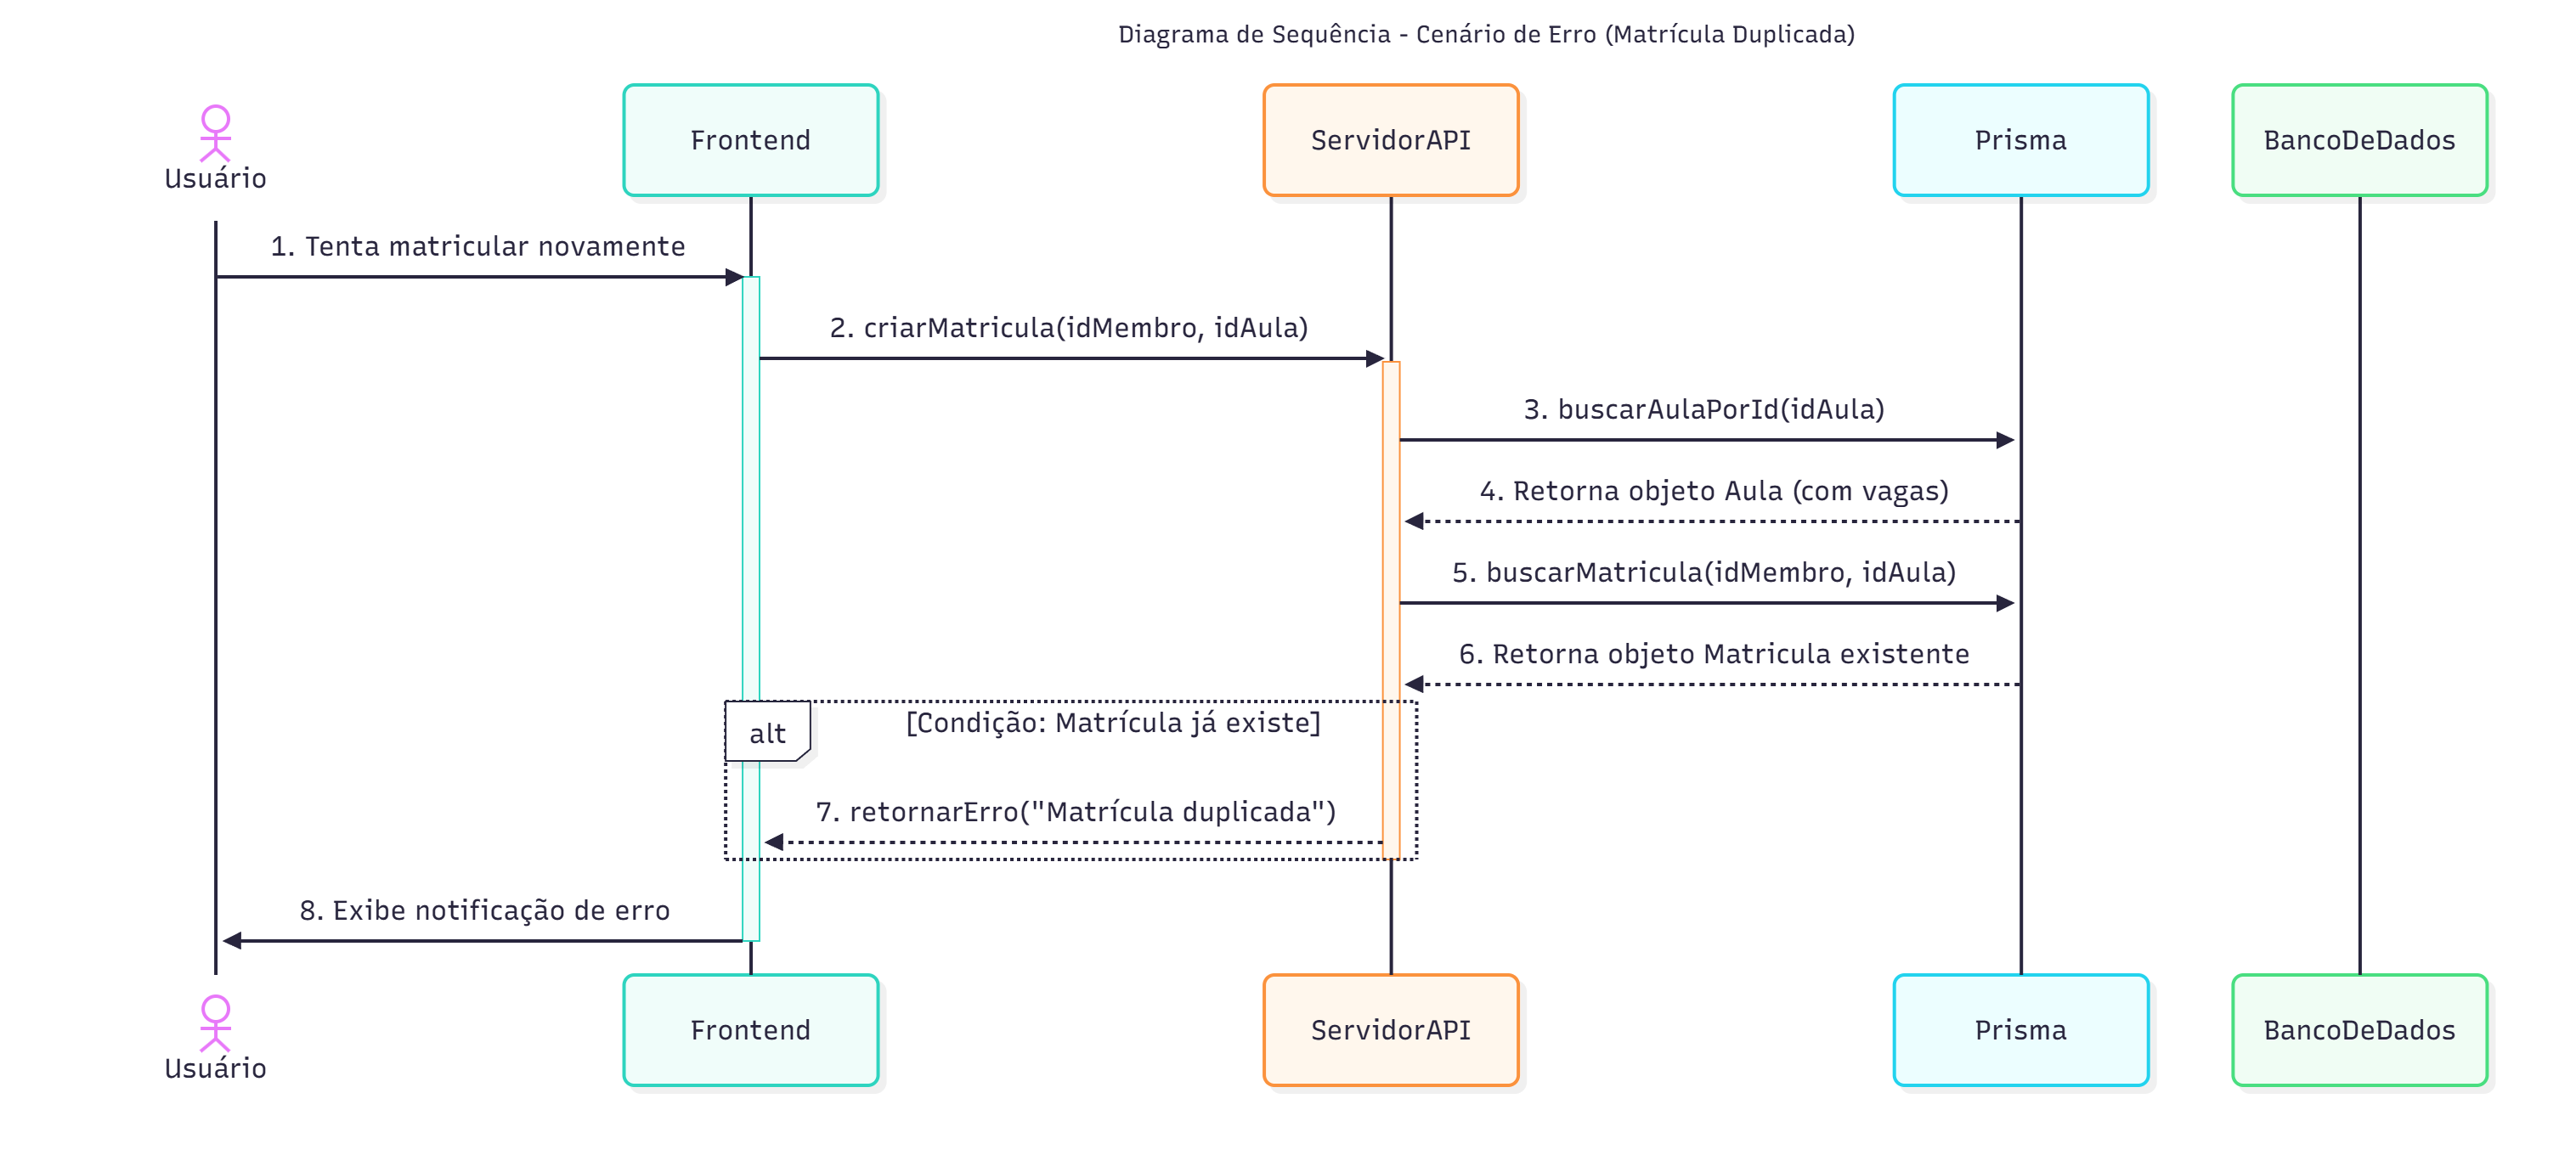 Diagrama de Sequência - Cenário de Erro (Matrícula Duplicada)
Usuário
Frontend
ServidorAPI
Prisma
BancoDeDados
1. Tenta matricular novamente
2. criarMatricula(idMembro, idAula)
3. buscarAulaPorId(idAula)
4. Retorna objeto Aula (com vagas)
5. buscarMatricula(idMembro, idAula)
6. Retorna objeto Matricula existente
alt
[Condição: Matrícula já existe]
7. retornarErro("Matrícula duplicada")
8. Exibe notificação de erro
Usuário
Frontend
ServidorAPI
Prisma
BancoDeDados